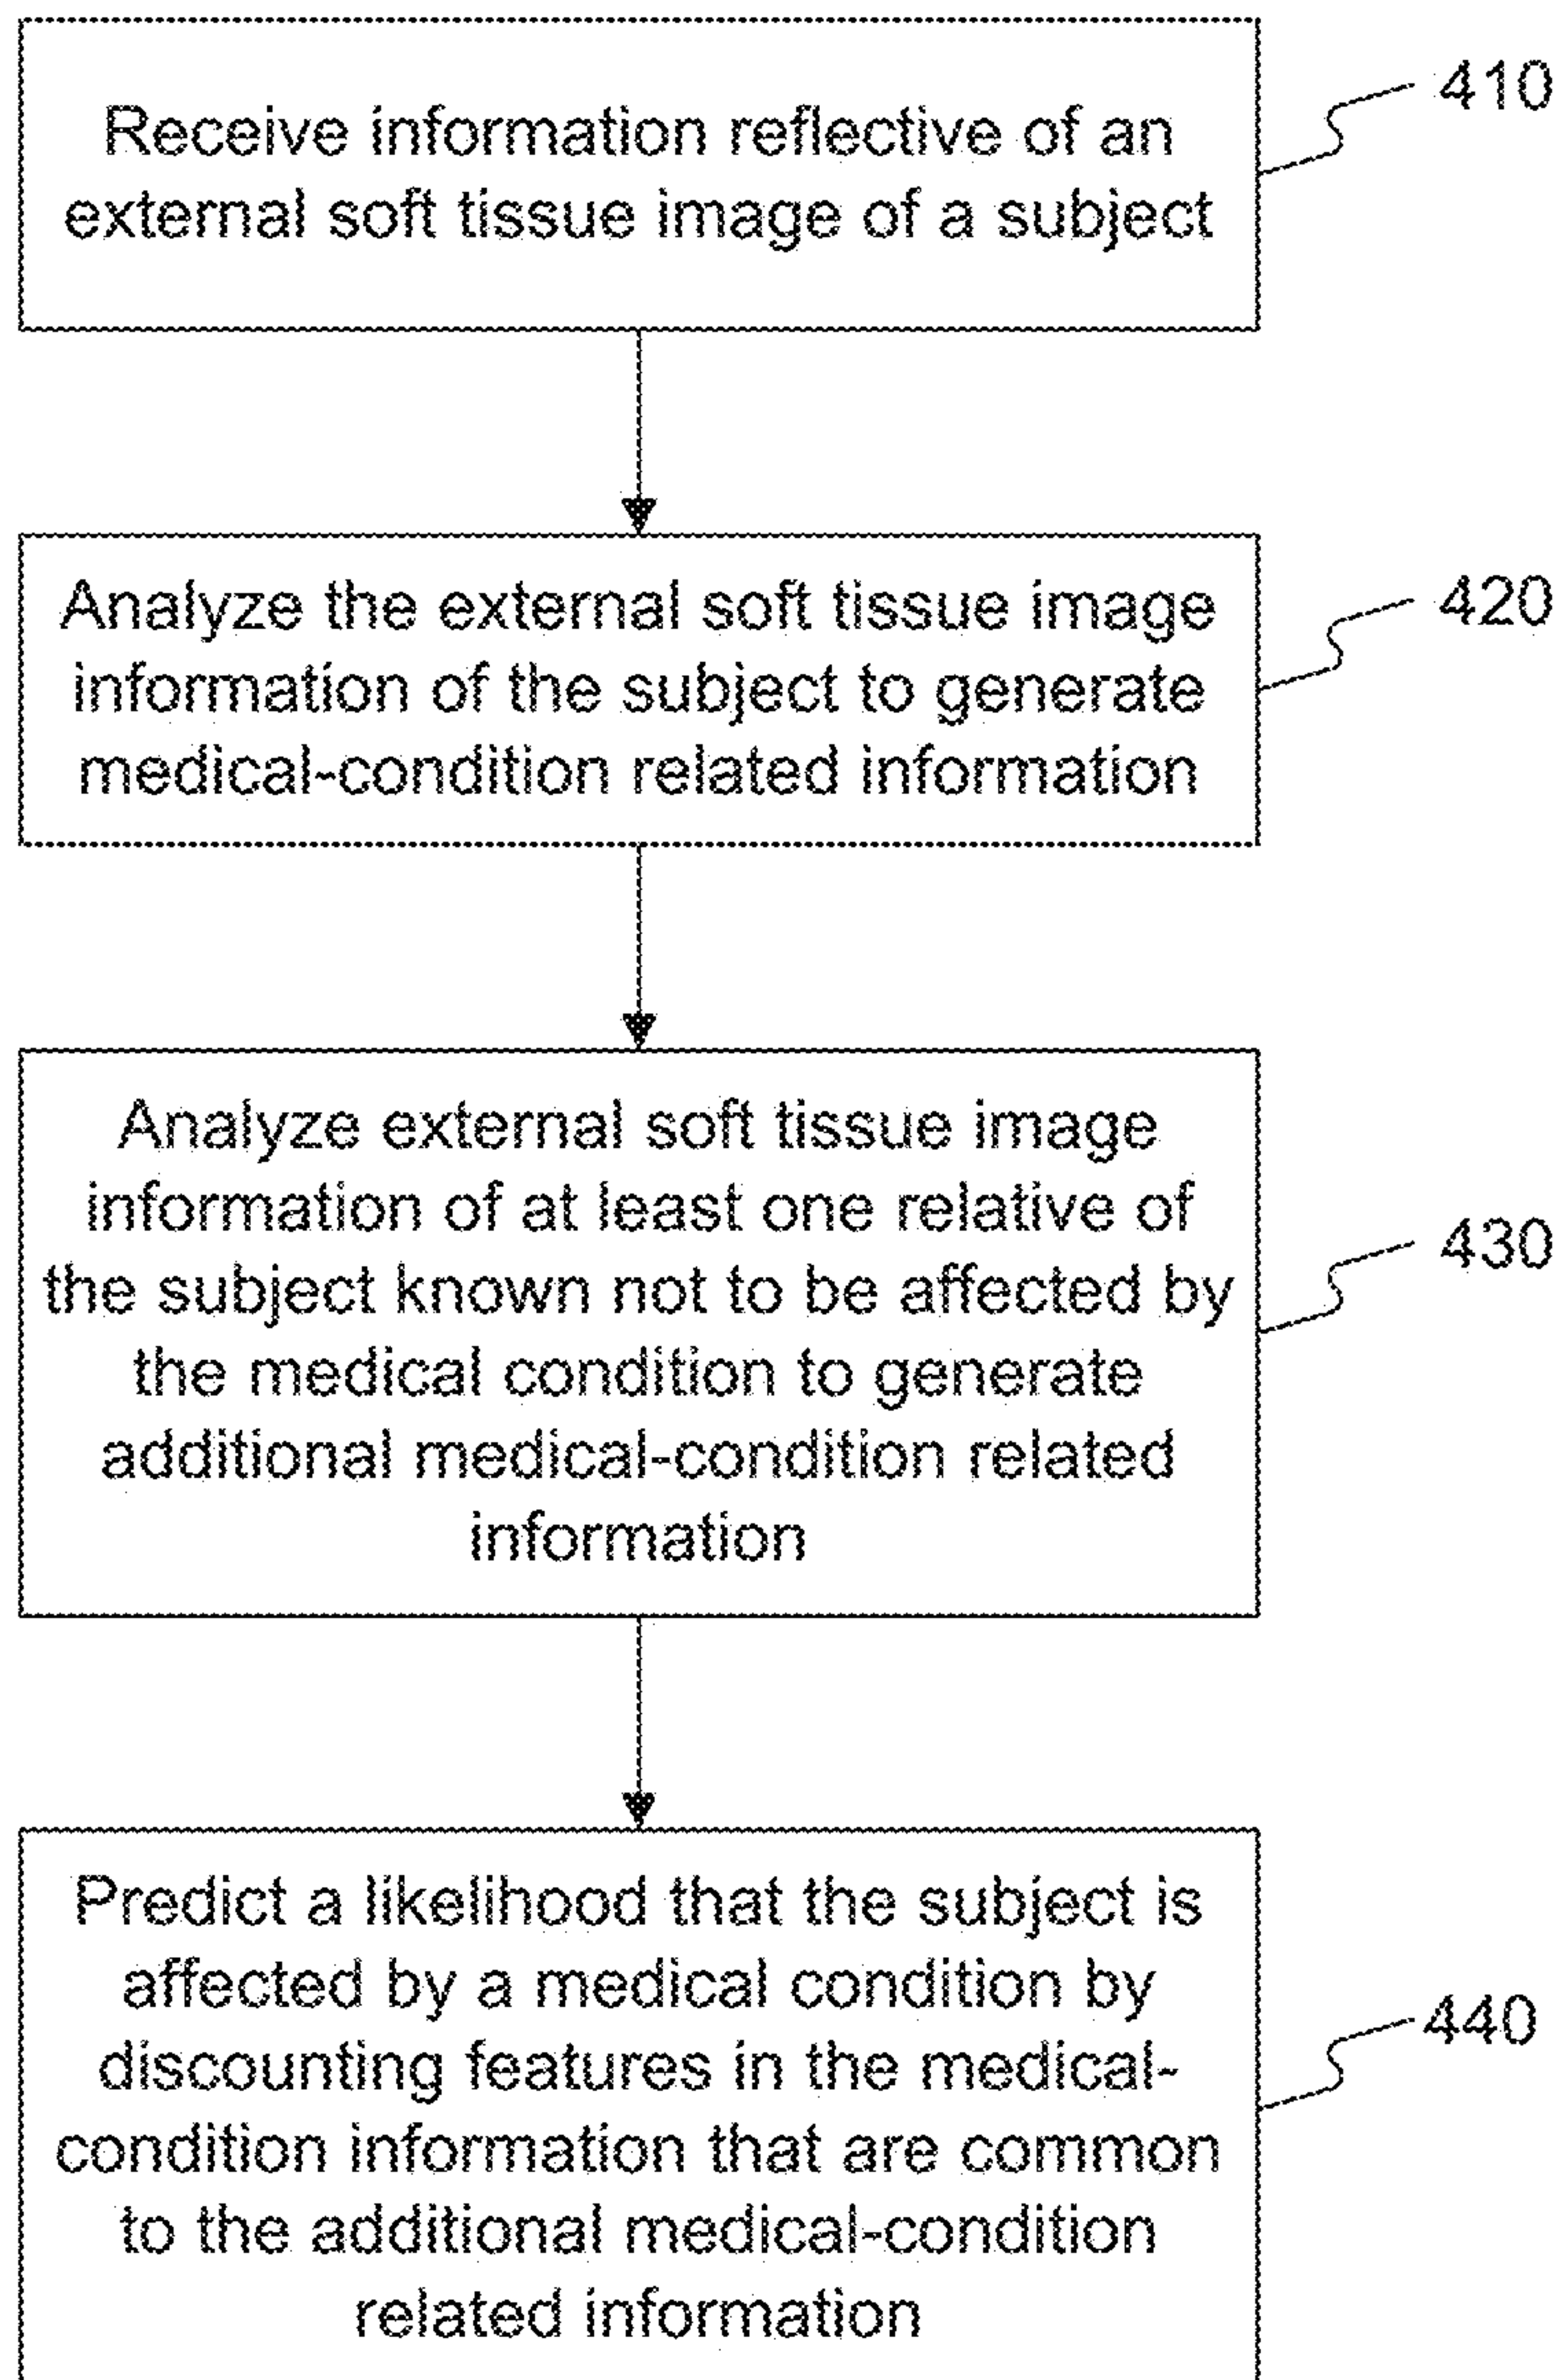 Receive information reflective of an
external soft tissue image of a subject
410
Analyze the external soft tissue image
information of the subject to generate
medical-condition related information
420
Analyze external soft tissue image
information of at least one relative of
the subject known not to be affected by
the medical condition to generate
additional medical-condition related
information
430
Predict a likelihood that the subject is
affected by a medical condition by
discounting features in the medical-
condition information that are common
to the additional medical-condition
related information
440